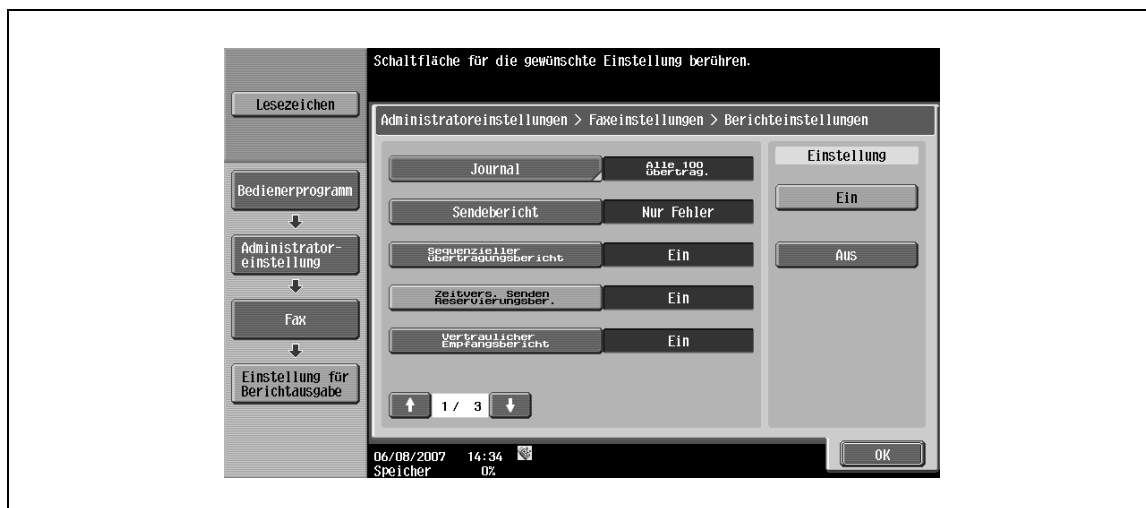 Schaltfläche für die gewünschte Einstellung berühren.
Lesezeichen
Administratoreinstellungen > Faxeinstellungen > Berichteinstellungen
Bedienerprogramm
Administrator-
einstellung
Fax
Einstellung für
Berichtausgabe
Journal
Alle 100
Übertrag.
Sendebericht
Nur Fehler
Sequenzieller
Übertragungsbericht
Ein
Zeitvers. Senden
Reservierungsber.
Ein
Vertraulicher
Empfangsbericht
Ein
1/ 3
Einstellung
Ein
Aus
06/08/2007 14:34
Speicher 0%
OK